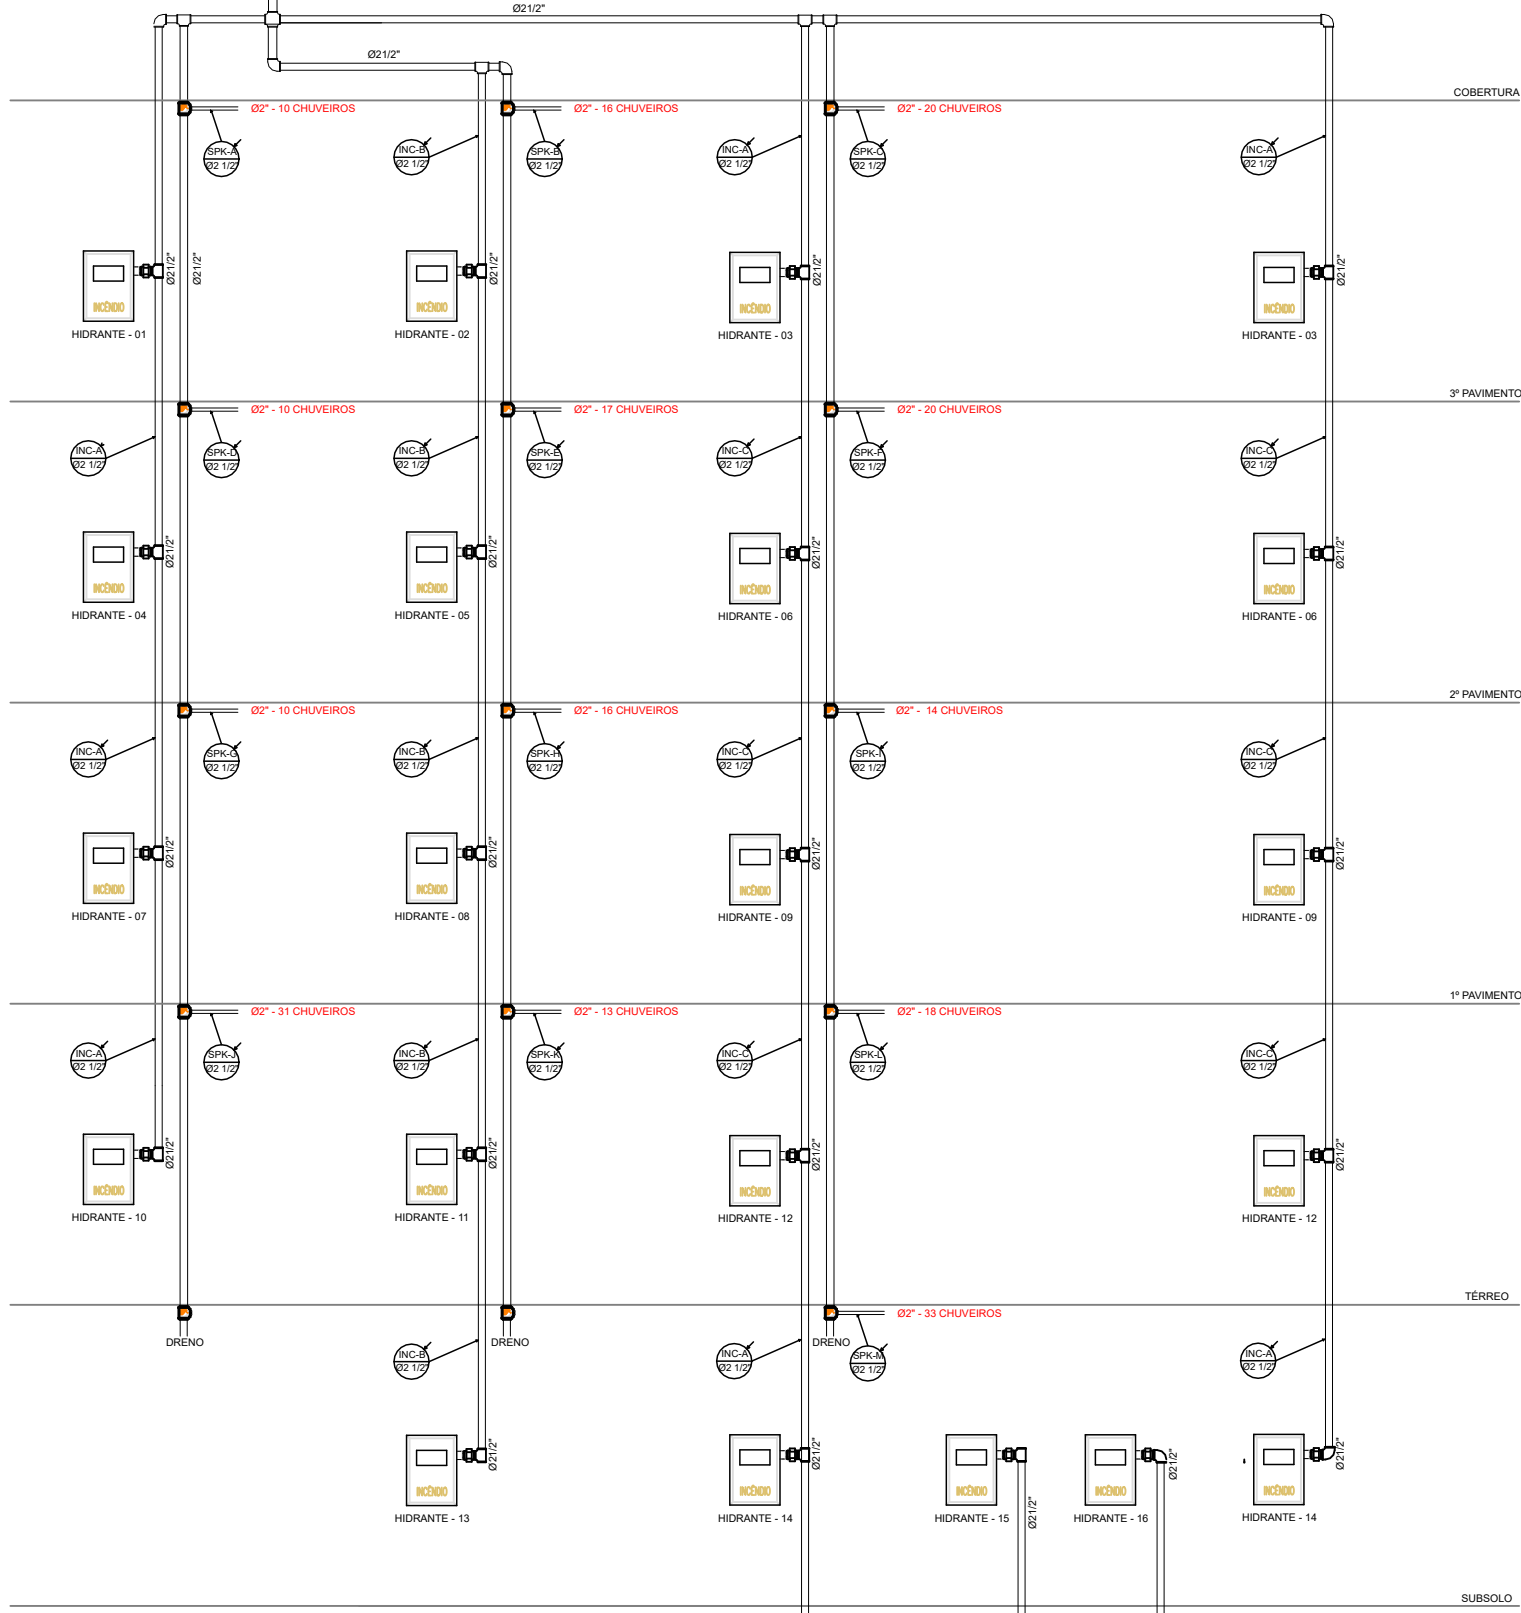 Ø21/2"
Ø21/2"
COBERTURA
Ø2" - 10 CHUVEIROS
Ø2" - 16 CHUVEIROS
Ø2" - 20 CHUVEIROS
SPK-A
Ø2 1/2"
INC-B
Ø2 1/2"
SPK-B
Ø2 1/2"
INC-A
Ø2 1/2"
SPK-C
Ø2 1/2"
INC-A
Ø2 1/2"
Ø21/2"
Ø21/2"
Ø21/2"
Ø21/2"
Ø21/2"
INCÊNDIO
INCÊNDIO
INCÊNDIO
INCÊNDIO
HIDRANTE - 01
HIDRANTE - 02
HIDRANTE - 03
HIDRANTE - 03
3º PAVIMENTO
Ø2" - 10 CHUVEIROS
Ø2" - 17 CHUVEIROS
Ø2" - 20 CHUVEIROS
INC-A
Ø2 1/2"
SPK-D
Ø2 1/2"
INC-B
Ø2 1/2"
SPK-E
Ø2 1/2"
INC-C
Ø2 1/2"
SPK-F
Ø2 1/2"
INC-C
Ø2 1/2"
Ø21/2"
Ø21/2"
Ø21/2"
Ø21/2"
INCÊNDIO
INCÊNDIO
INCÊNDIO
INCÊNDIO
HIDRANTE - 04
HIDRANTE - 05
HIDRANTE - 06
HIDRANTE - 06
2º PAVIMENTO
Ø2" - 10 CHUVEIROS
Ø2" - 16 CHUVEIROS
Ø2" - 14 CHUVEIROS
INC-A
Ø2 1/2"
SPK-G
Ø2 1/2"
INC-B
Ø2 1/2"
SPK-H
Ø2 1/2"
INC-C
Ø2 1/2"
SPK-I
Ø2 1/2"
INC-C
Ø2 1/2"
Ø21/2"
Ø21/2"
Ø21/2"
Ø21/2"
INCÊNDIO
INCÊNDIO
INCÊNDIO
INCÊNDIO
HIDRANTE - 07
HIDRANTE - 08
HIDRANTE - 09
HIDRANTE - 09
1º PAVIMENTO
Ø2" - 31 CHUVEIROS
Ø2" - 13 CHUVEIROS
Ø2" - 18 CHUVEIROS
INC-A
Ø2 1/2"
SPK-J
Ø2 1/2"
INC-B
Ø2 1/2"
SPK-K
Ø2 1/2"
INC-C
Ø2 1/2"
SPK-L
Ø2 1/2"
INC-C
Ø2 1/2"
Ø21/2"
Ø21/2"
Ø21/2"
Ø21/2"
INCÊNDIO
INCÊNDIO
INCÊNDIO
INCÊNDIO
HIDRANTE - 10
HIDRANTE - 11
HIDRANTE - 12
HIDRANTE - 12
TÉRREO
Ø2" - 33 CHUVEIROS
DRENO
DRENO
DRENO
INC-B
Ø2 1/2"
INC-A
Ø2 1/2"
SPK-M
Ø2 1/2"
INC-A
Ø2 1/2"
Ø21/2"
Ø21/2"
Ø21/2"
Ø21/2"
Ø21/2"
INCÊNDIO
INCÊNDIO
INCÊNDIO
INCÊNDIO
INCÊNDIO
HIDRANTE - 13
HIDRANTE - 14
HIDRANTE - 15
HIDRANTE - 16
HIDRANTE - 14
SUBSOLO